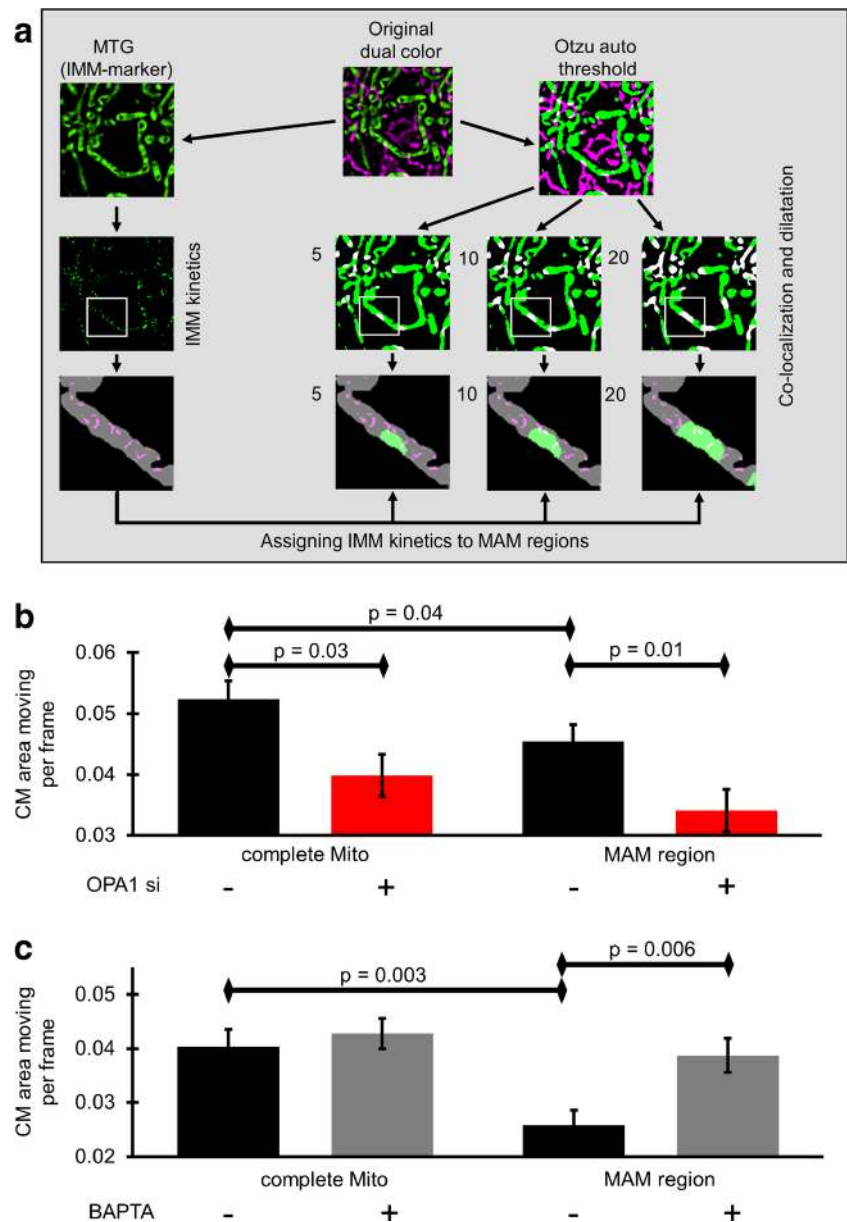 a
MTG
(IMM-marker)
Original
dual color
Otzu auto
threshold
IMM kinetics
5
10
20
Co-localization and dilatation
5
10
20
Assigning IMM kinetics to MAM regions
b
p = 0.04
p = 0.03
p = 0.01
CM area moving
per frame
0.06
0.05
0.04
0.03
complete Mito
MAM region
OPA1 si
-
+
-
+
c
p = 0.006
p = 0.003
CM area moving
per frame
0.05
0.04
0.03
0.02
complete Mito
MAM region
BAPTA
-
+
-
+